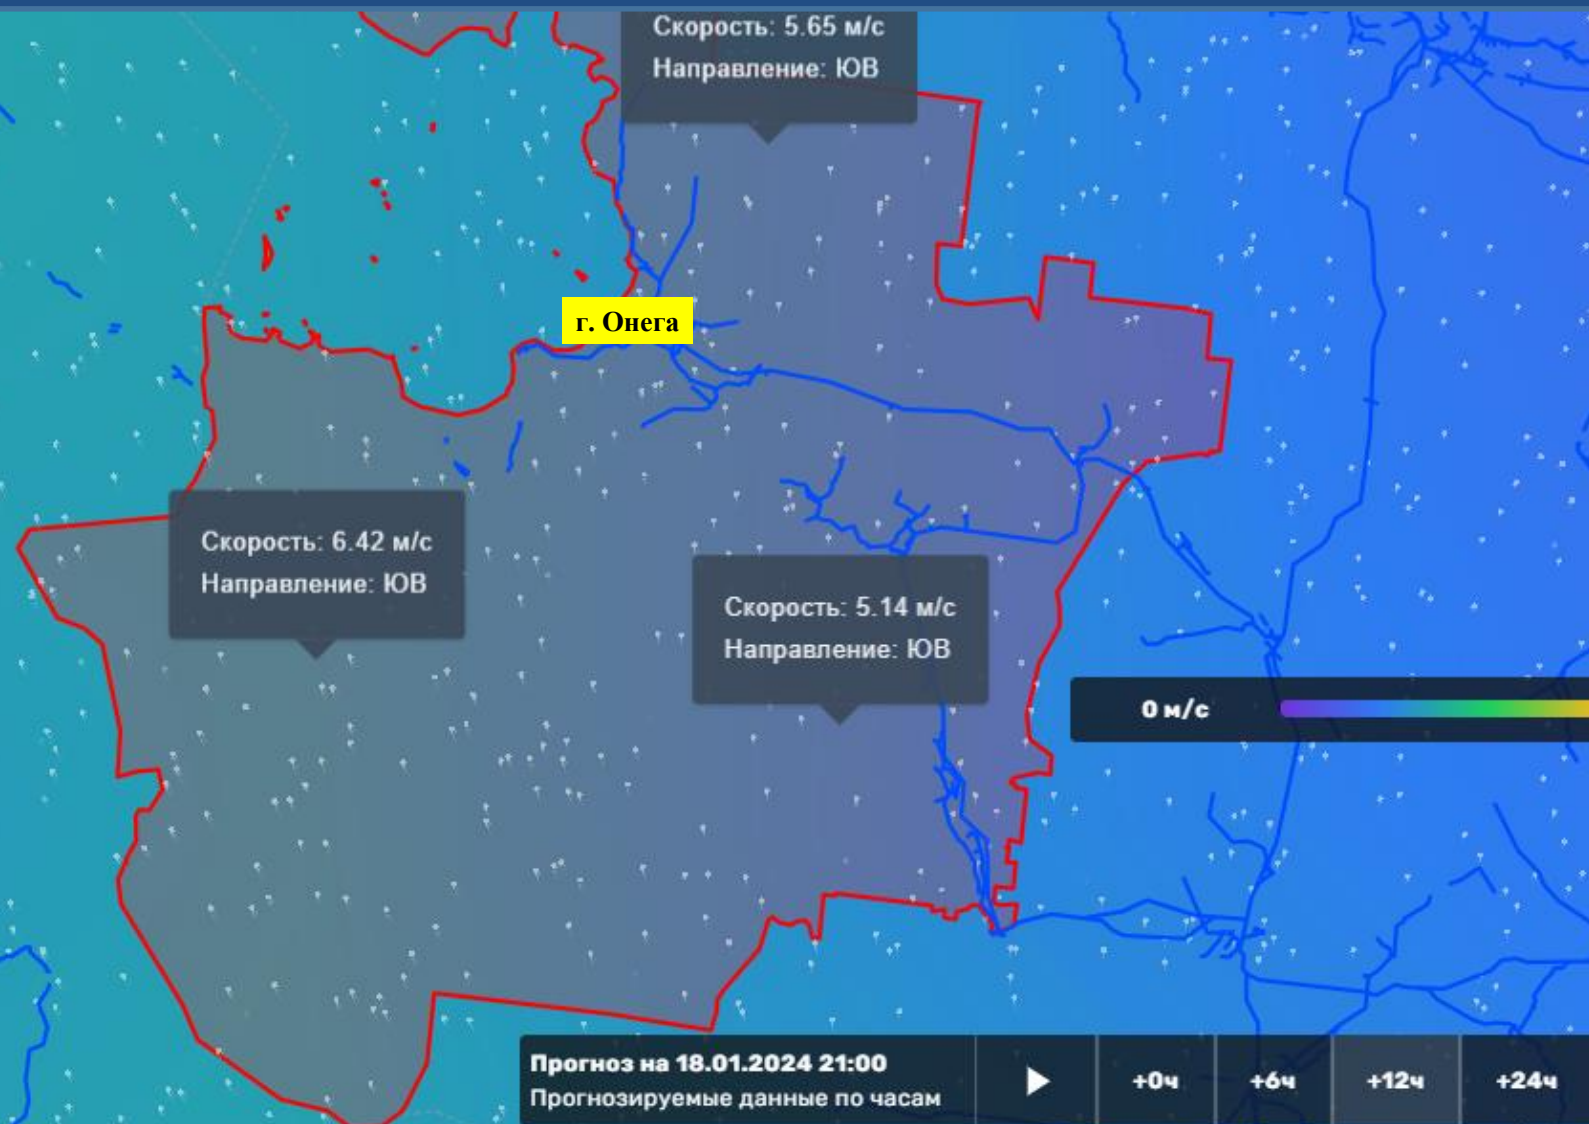 Скорость: 5.65 м/с
Направление: ЮВ
г. Онега
Скорость: 6.42 м/с
Направление: ЮВ
Скорость: 5.14 м/с
Направление: ЮВ
0 м/с
Прогноз на 18.01.2024 21:00
Прогнозируемые данные по часам
+0ч
+6ч
+12ч
+24ч